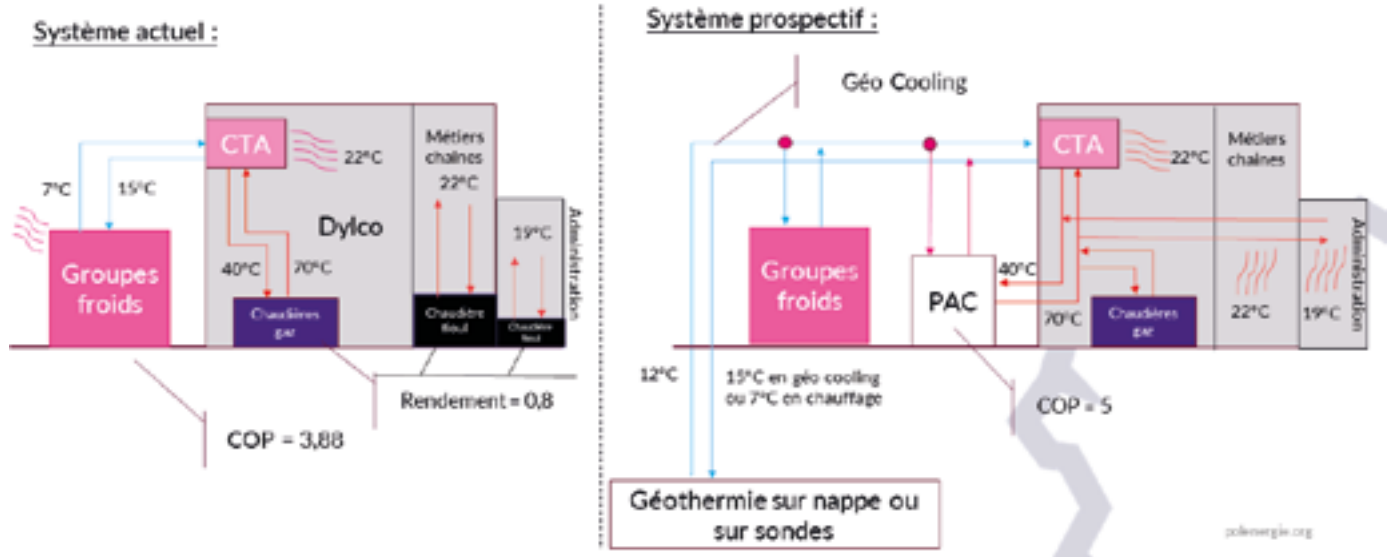 Système actuel :
CTA
22°C
7°C
15°C
Métiers
chaînes
22°C
Dylco
Administration
19°C
Groupes
froids
40°C
70°C
Chaudières
gaz
Chaudière
fioul
Chaudière
fioul
Rendement = 0,8
COP = 3,88
Système prospectif :
Géo Cooling
CTA
22°C
Métiers
chaînes
Administration
Groupes
froids
PAC
40°C
70°C
Chaudières
gaz
22°C
19°C
12°C
15°C en géo cooling
ou 7°C en chauffage
COP = 5
Géothermie sur nappe ou
sur sondes
polenergie.org